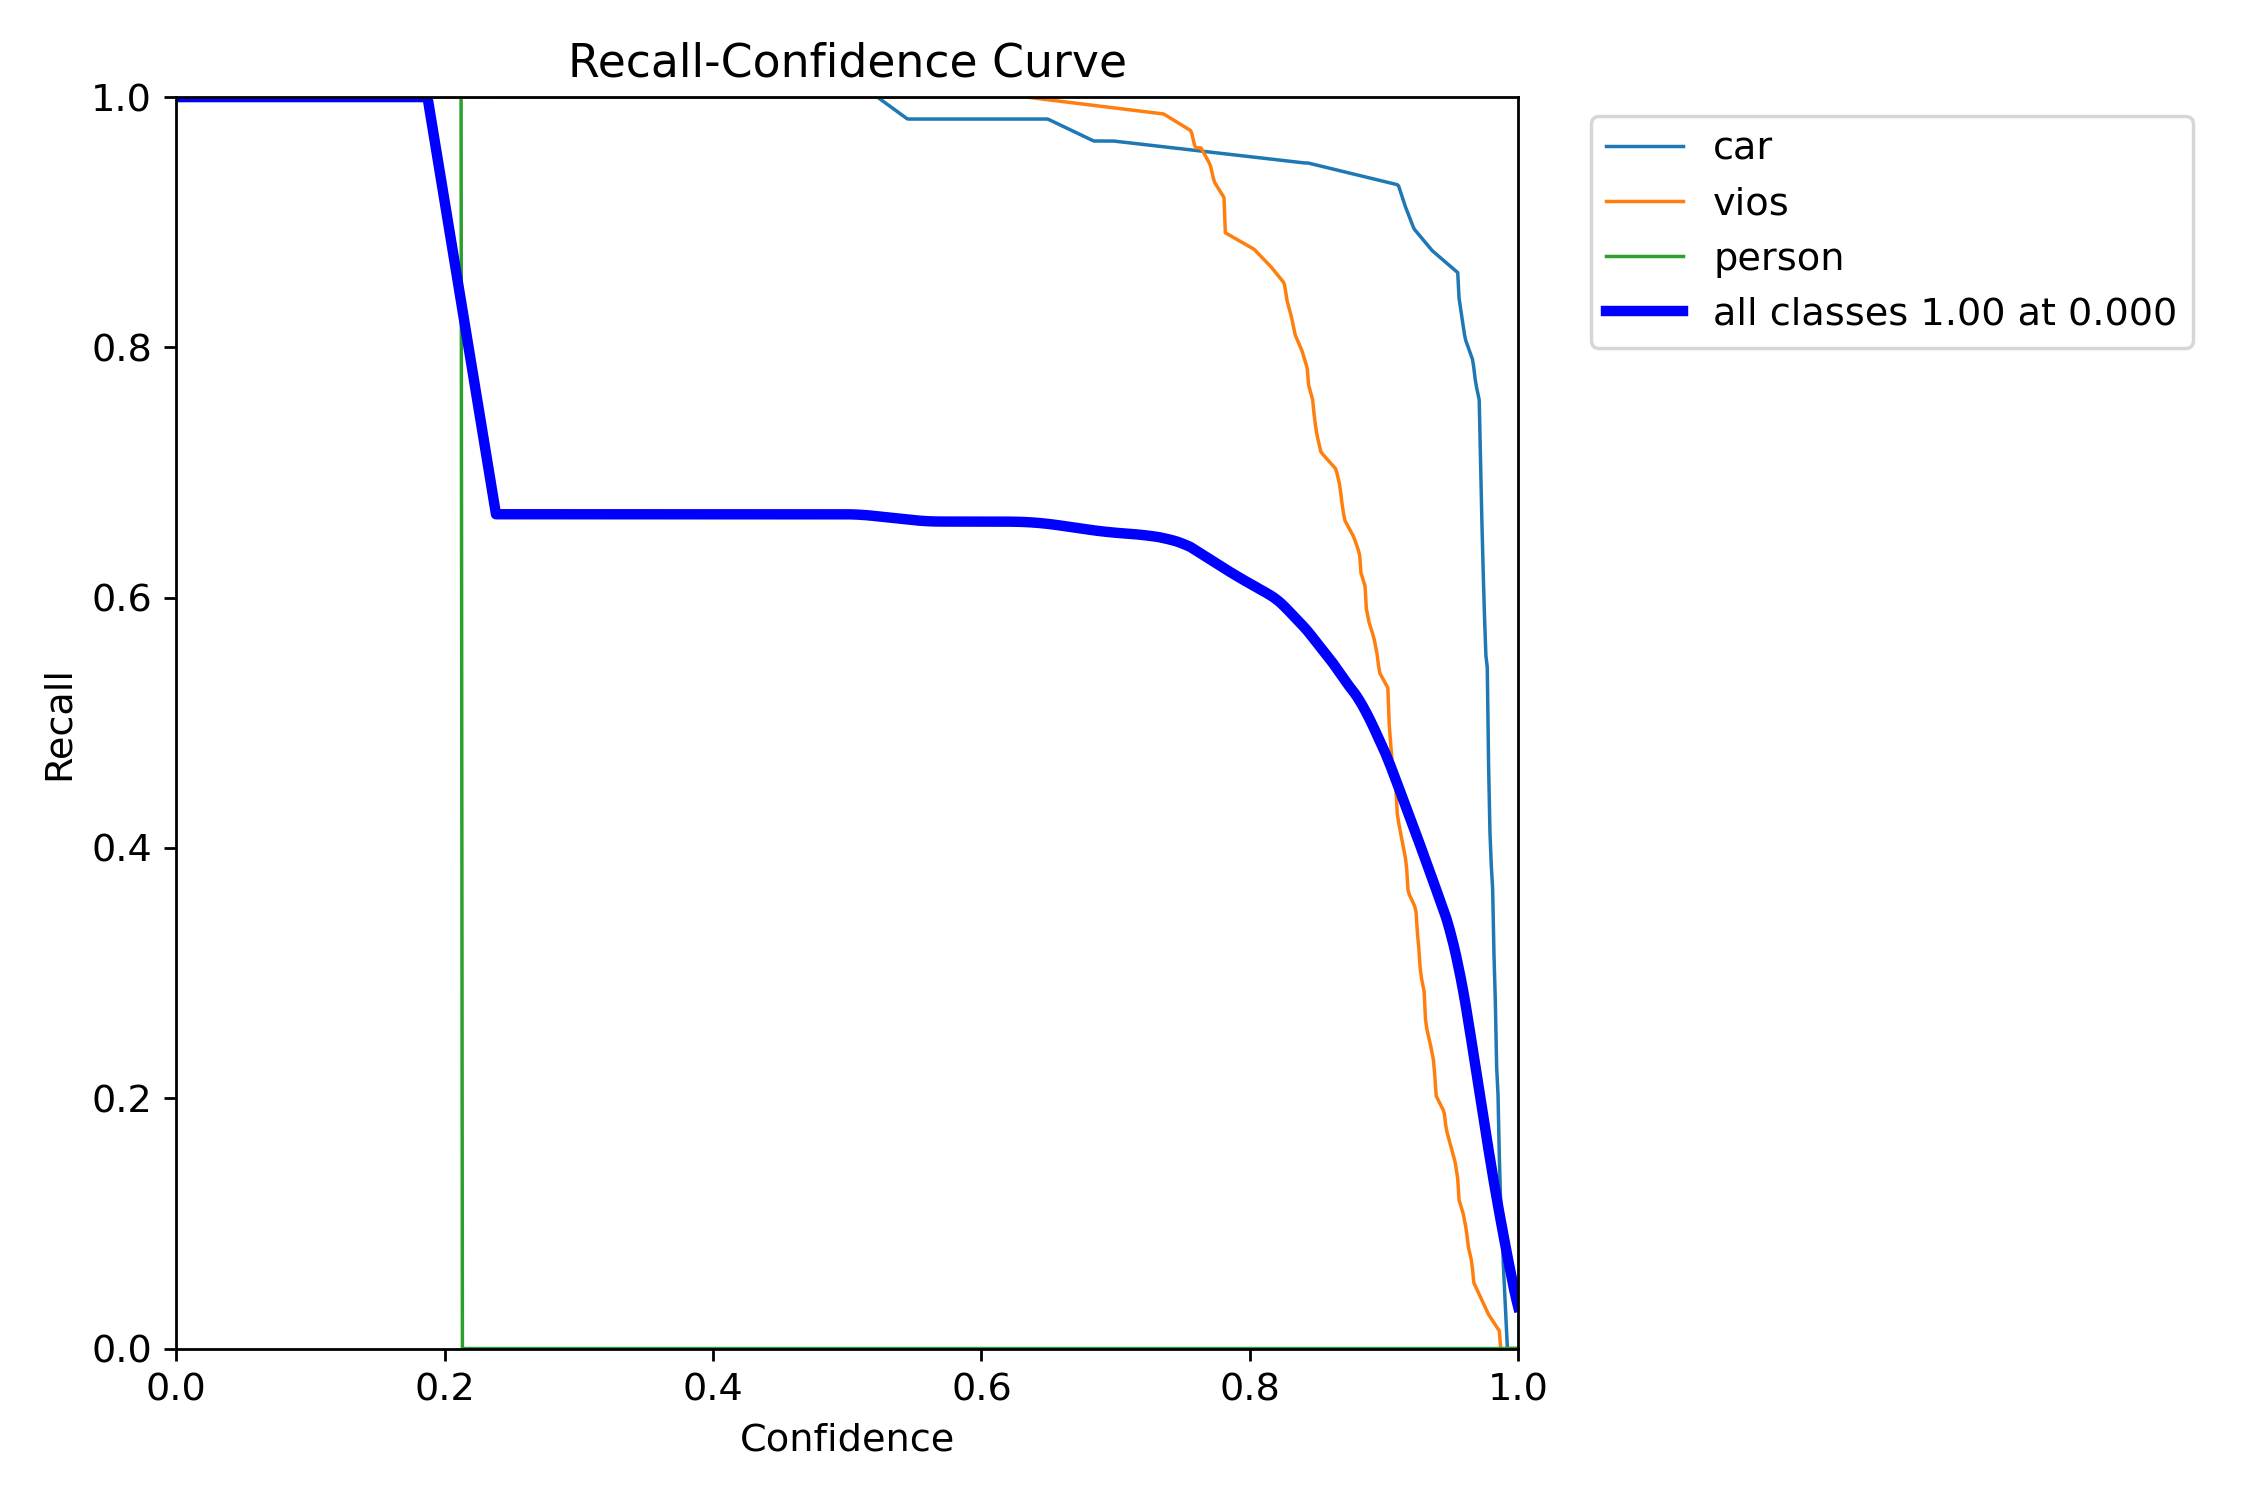 Recall-Confidence Curve
1.0
0.8
0.6
0.4
0.2
0.0
Recall
0.0 0.2 0.4 0.6 0.8 1.0
Confidence
car
vios
person
all classes 1.00 at 0.000